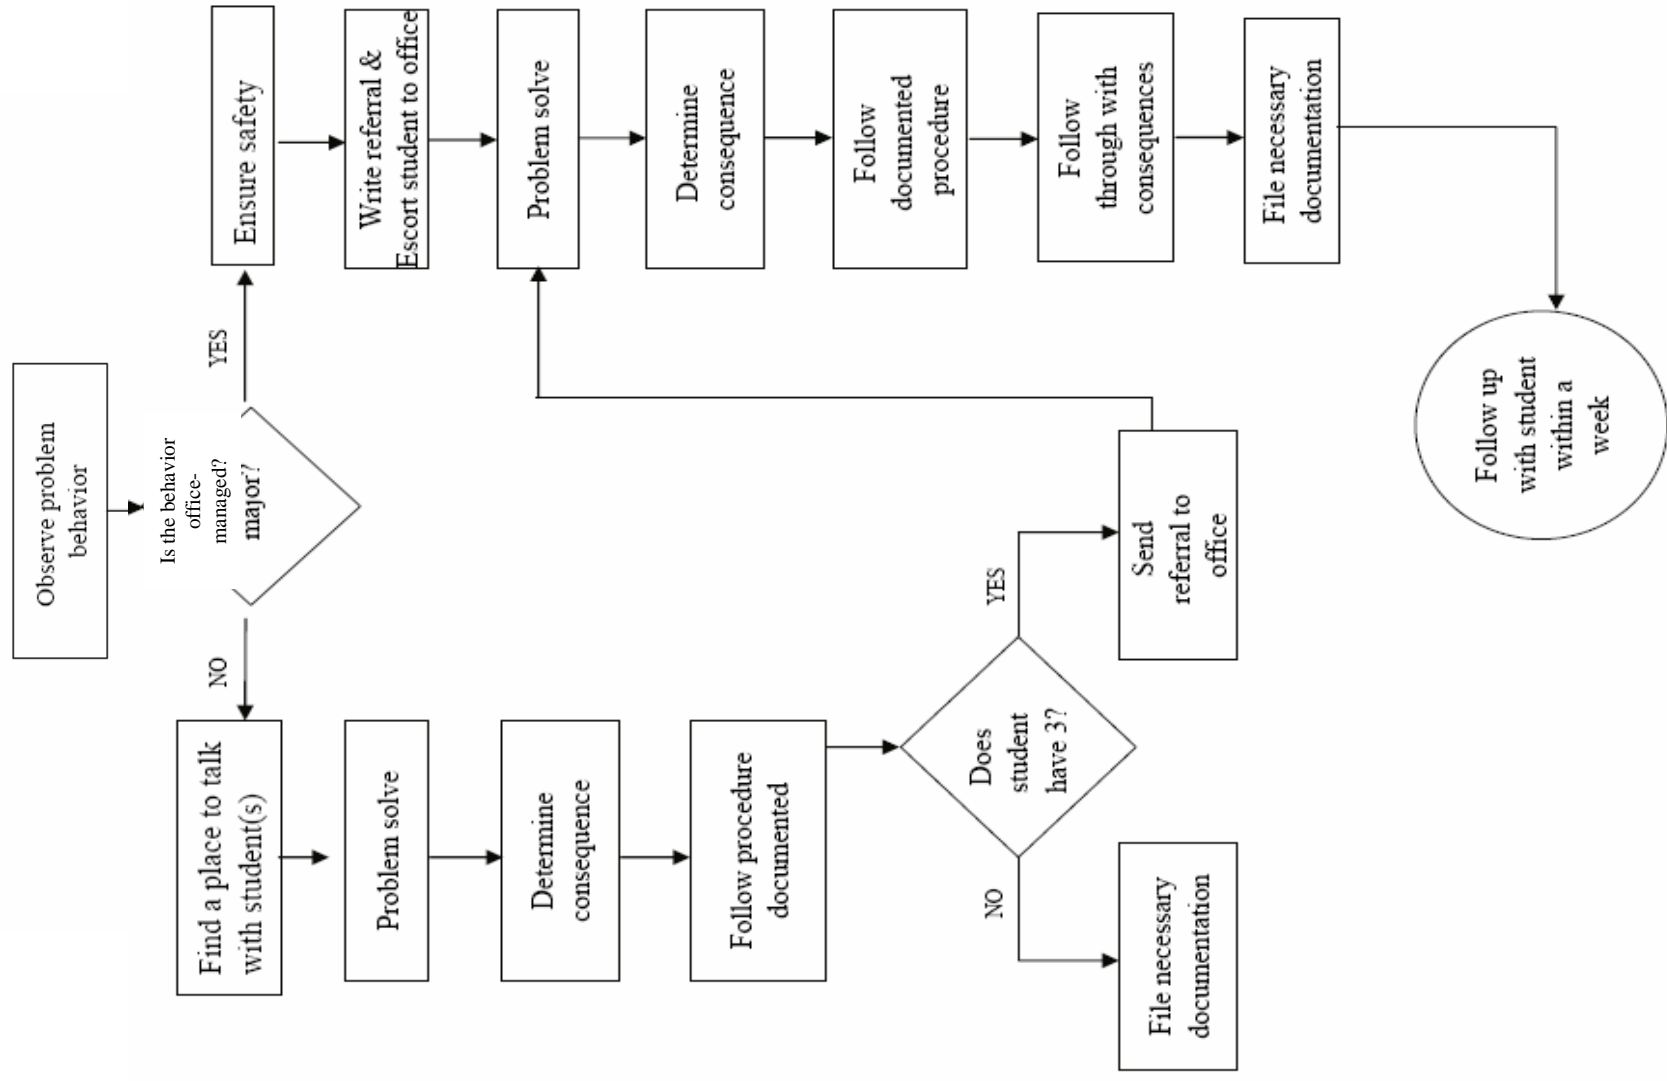 Observe problem
behavior
Is the behavior
office-
managed?
major?
NO
YES
Find a place to talk
with student(s)
Problem solve
Determine
consequence
Follow procedure
documented
Does
student
have 3?
NO
YES
File necessary
documentation
Send
referral to
office
Ensure safety
Write referral &
Escort student to office
Problem solve
Determine
consequence
Follow
documented
procedure
Follow
through with
consequences
File necessary
documentation
Follow up
with student
within a
week